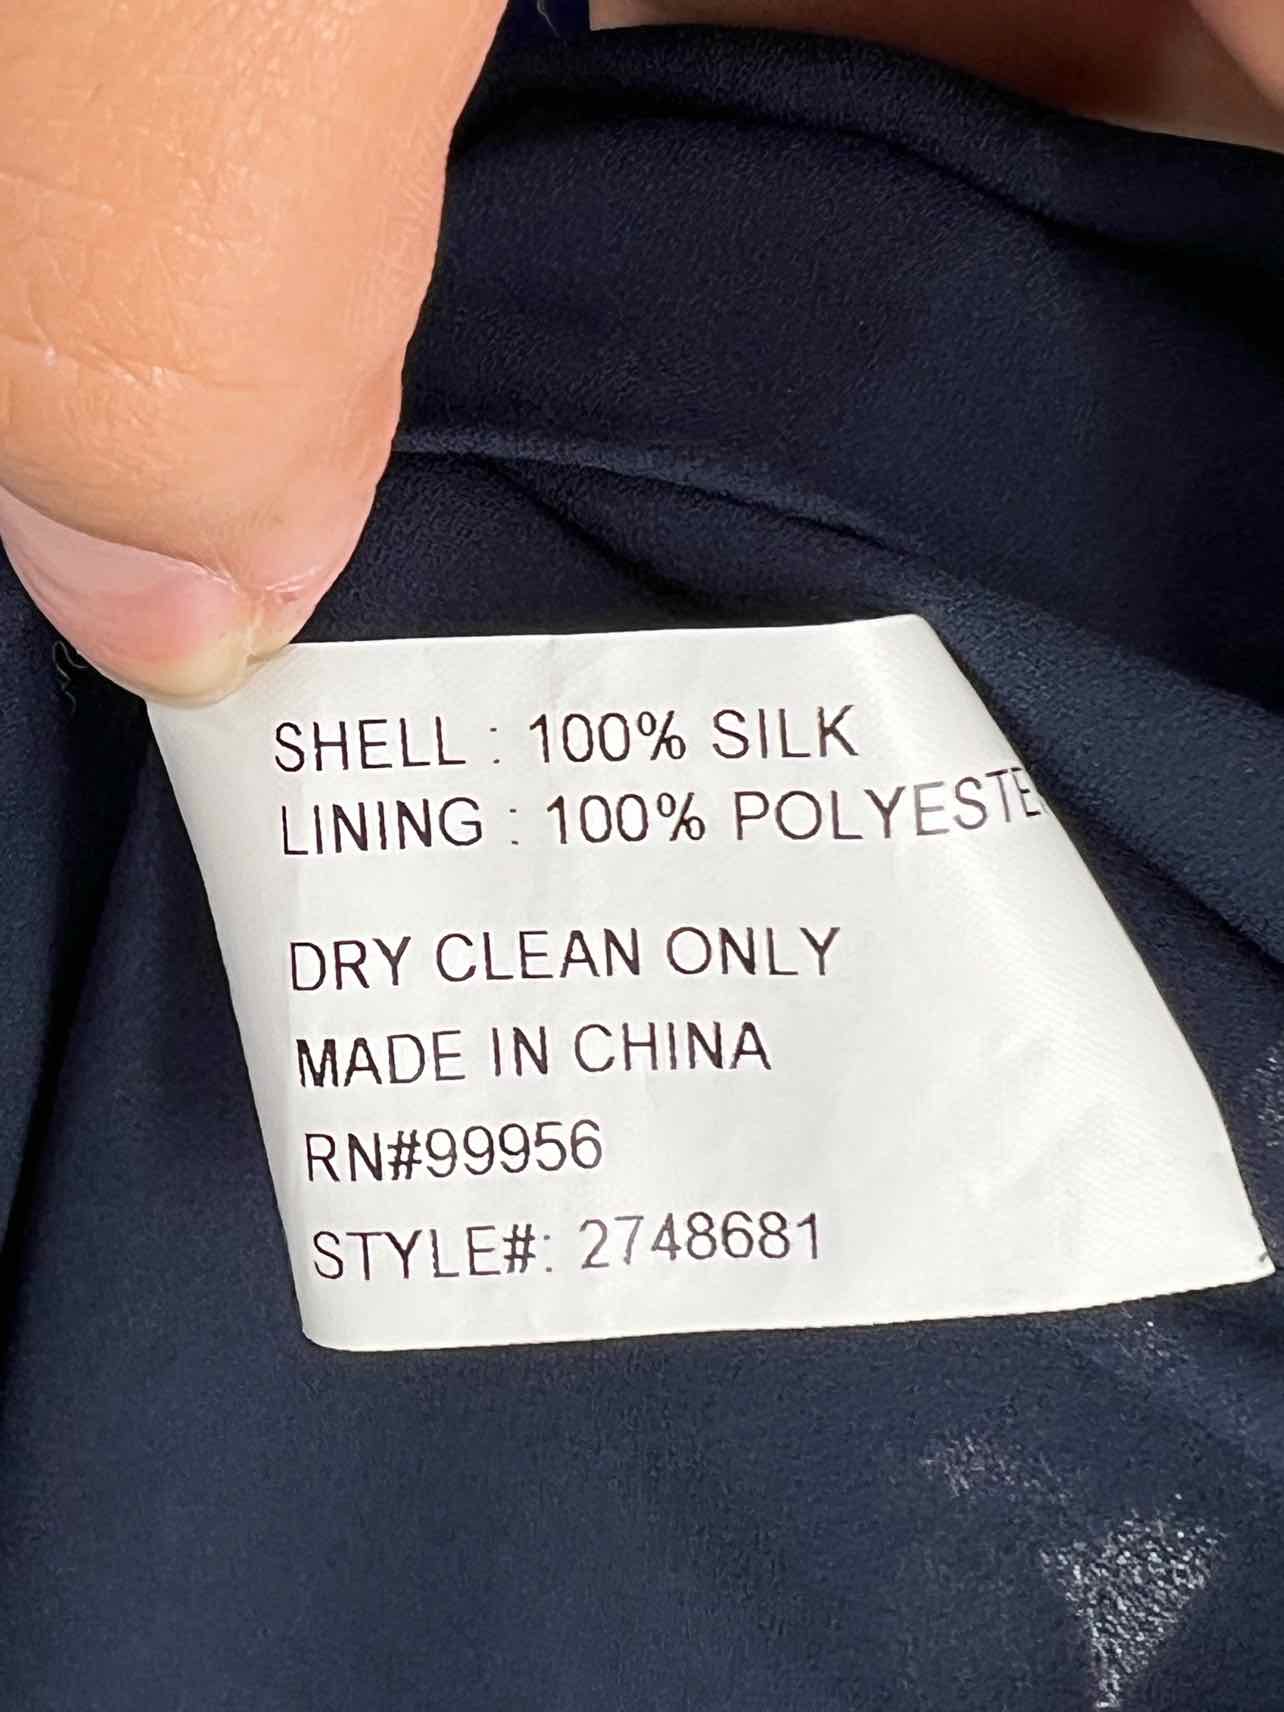 SHELL : 100% SILK
LINING : 100% POLYESTE
DRY CLEAN ONLY
MADE IN CHINA
RN#99956
STYLE#: 2748681